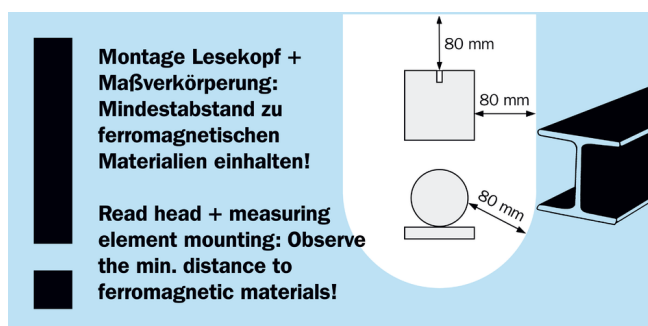 Montage Lesekopf +
Maßverkörperung:
Mindestabstand zu
ferromagnetischen
Materialien einhalten!
Read head + measuring
element mounting: Observe
the min. distance to
ferromagnetic materials!
80 mm
80 mm
80 mm